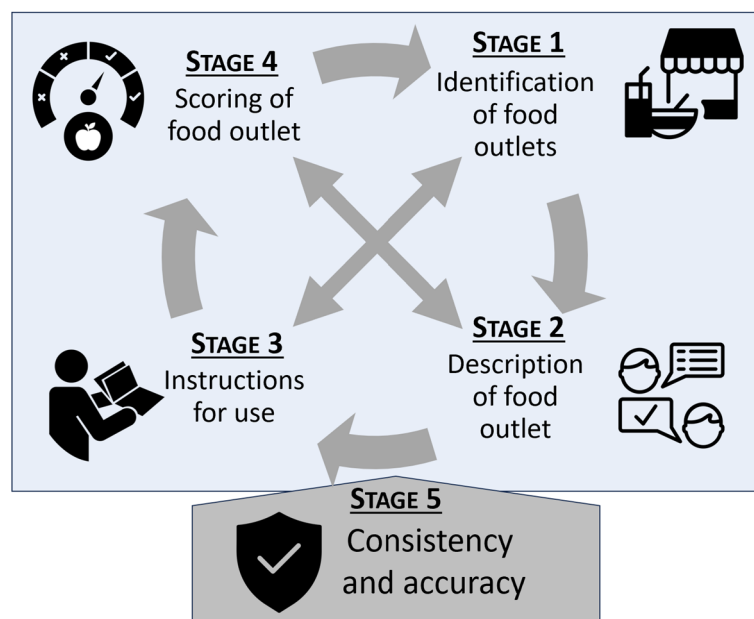 STAGE 1
Identification
of food
outlets
STAGE 2
Description
of food
outlet
STAGE 3
Instructions
for use
STAGE 4
Scoring of
food outlet
STAGE 5
Consistency
and accuracy